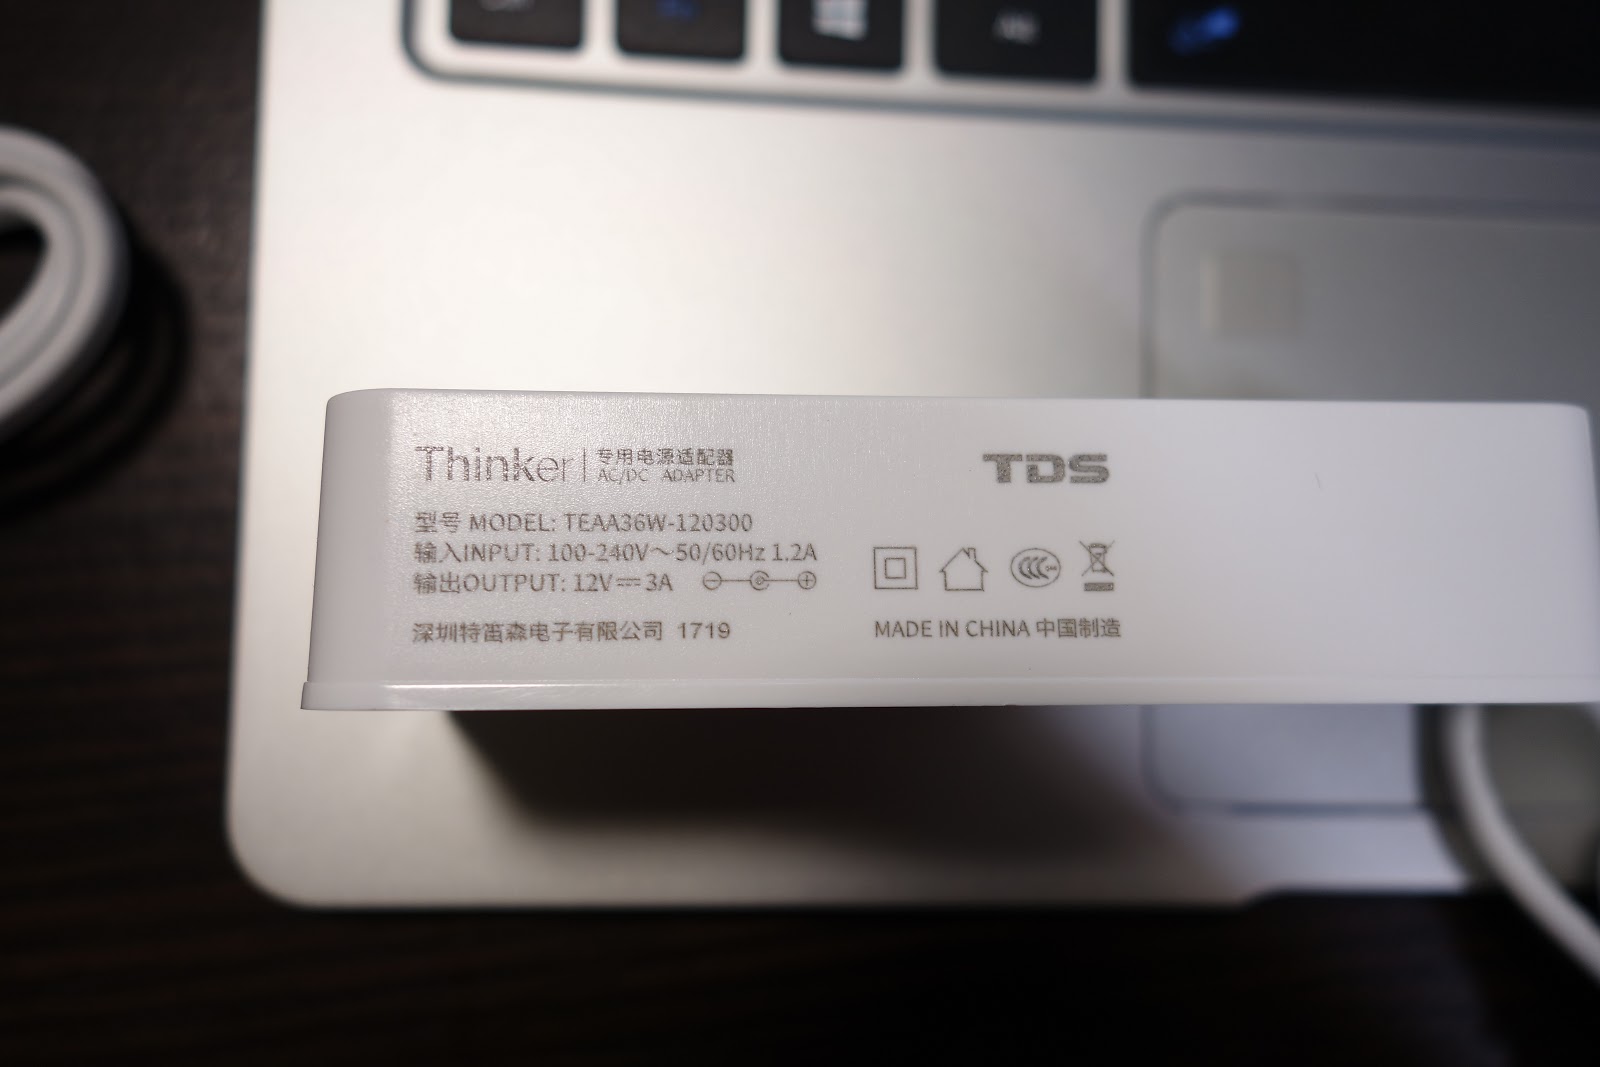 Thinker 专用电源适配器
AC/DC ADAPTER
TDS
型号 MODEL: TEAA36W-120300
输入INPUT: 100-240V～50/60Hz 1.2A
输出OUTPUT: 12V⎓3A
深圳特笛森电子有限公司 1719
MADE IN CHINA 中国制造